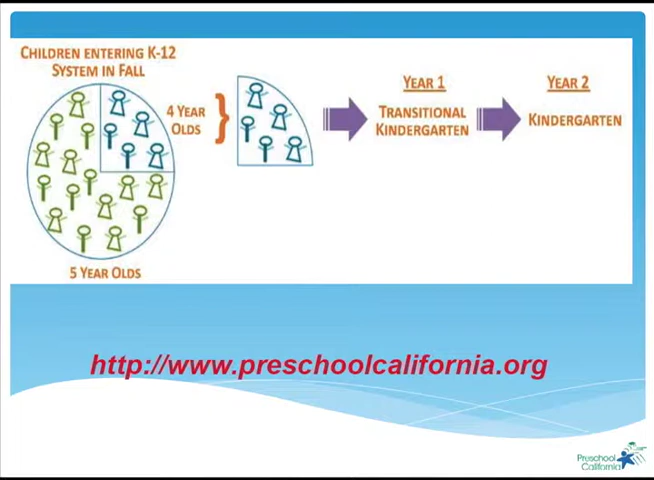 CHILDREN ENTERING K-12
SYSTEM IN FALL
4 YEAR
OLDS
5 YEAR OLDS
YEAR 1
TRANSITIONAL
KINDERGARTEN
YEAR 2
KINDERGARTEN
http://www.preschoolcalifornia.org
Preschool
California